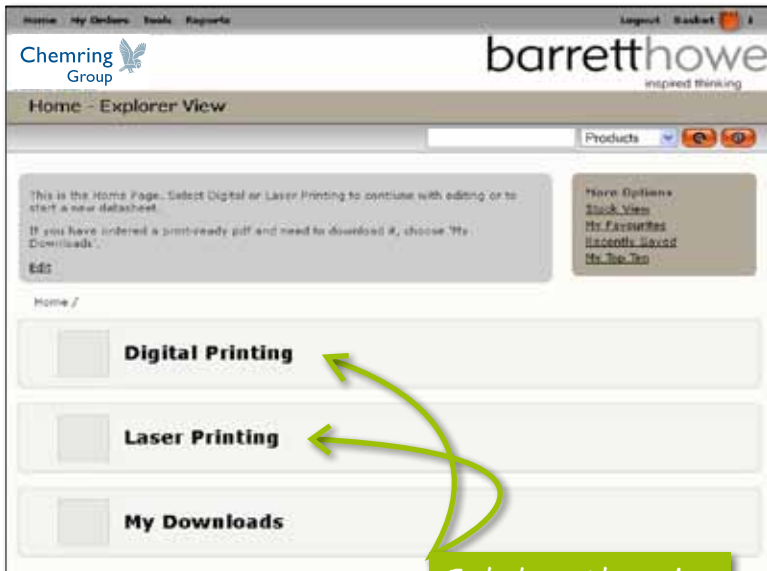 Home My Orders Tools Reports Logout Basket
Chemring
Group
barretthowe
inspired thinking
Home - Explorer View
Products
This is the Home Page. Select Digital or Laser Printing to contiune with editing or to
start a new datasheet.
If you have ordered a print-ready pdf and need to download it, choose 'My
Downloads'.
Edit
More Options
Stock View
My Favourites
Recently Saved
My Top Ten
Home /
Digital Printing
Laser Printing
My Downloads